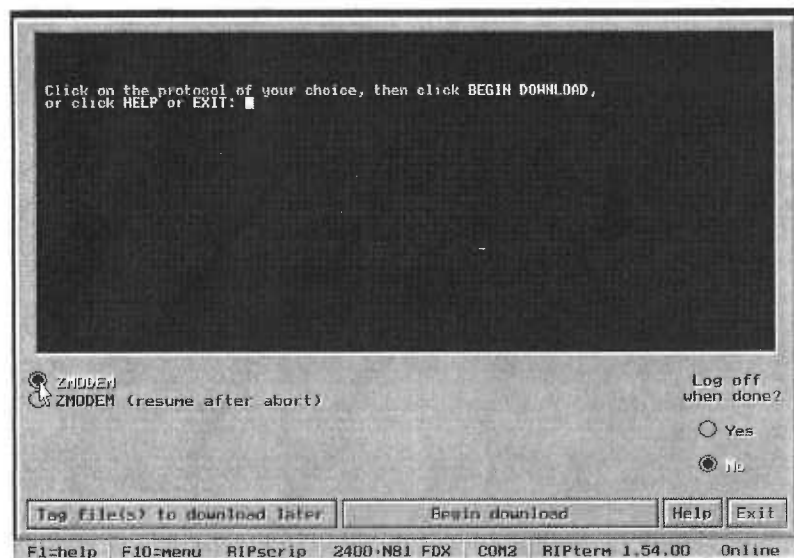 Click on the protocol of your choice, then click BEGIN DOWNLOAD,
or click HELP or EXIT:
ZMODEM
ZMODEM (resume after abort)
Log off
when done?
Yes
No
Tag file(s) to download later
Begin download
Help
Exit
F1=help F10=menu RIPscrip 2400·N81 FDX COM2 RIPterm 1.54.00 Online